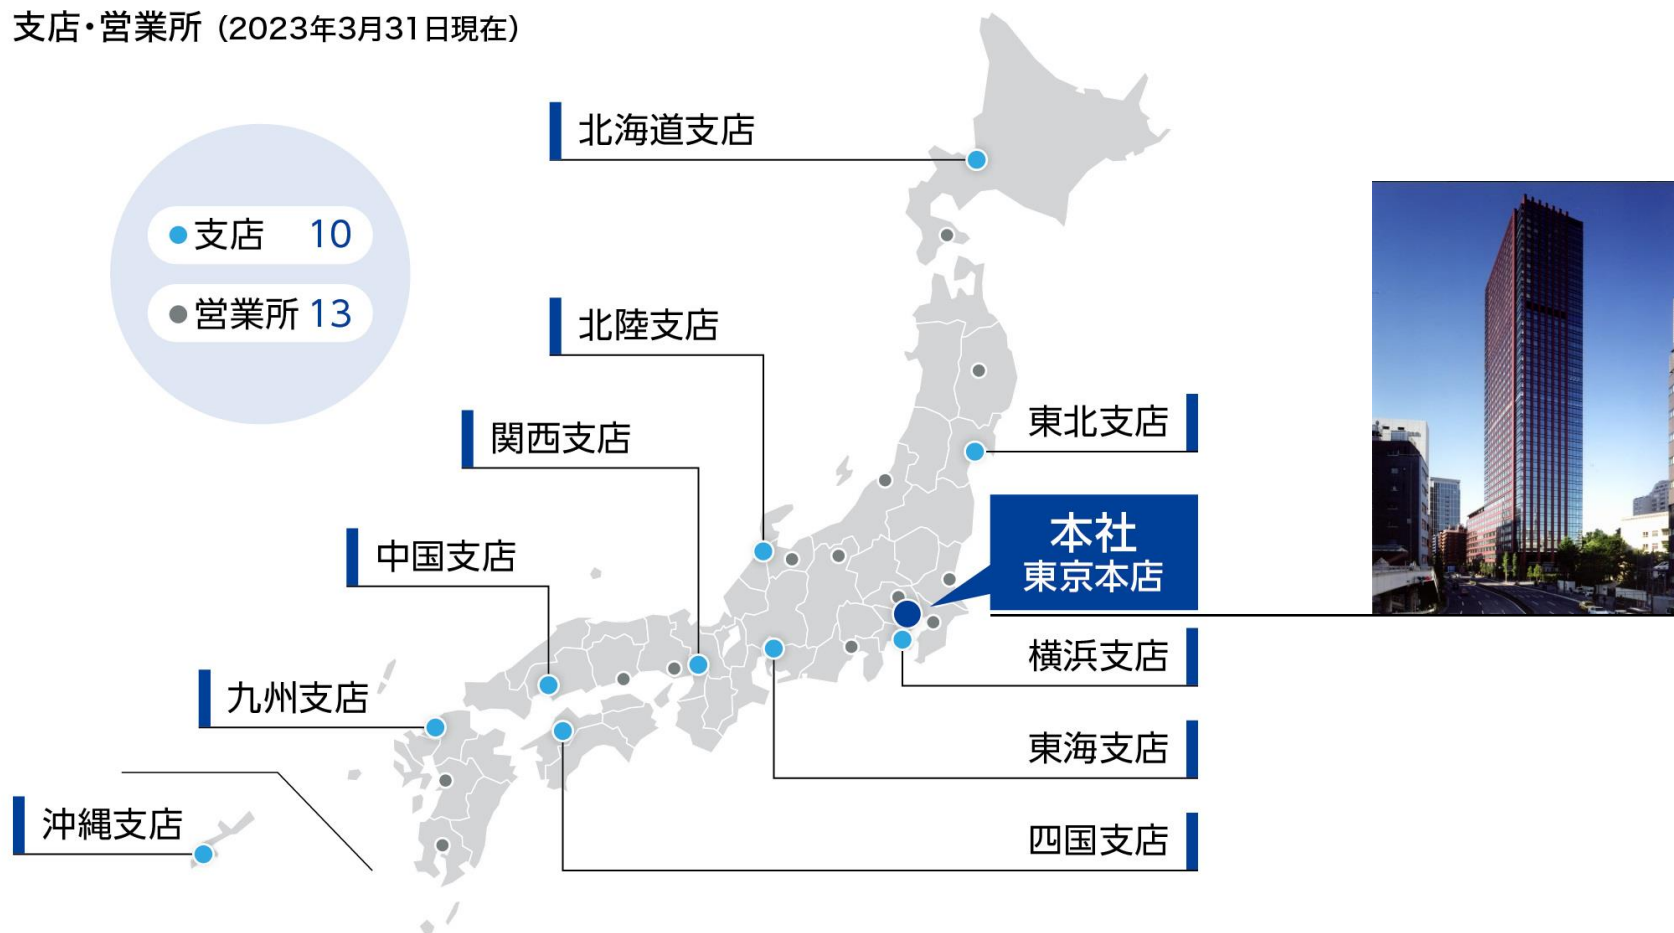 支店・営業所（2023年3月31日現在）
支店 10
営業所 13
北海道支店
北陸支店
関西支店
中国支店
九州支店
沖縄支店
東北支店
本社
東京本店
横浜支店
東海支店
四国支店